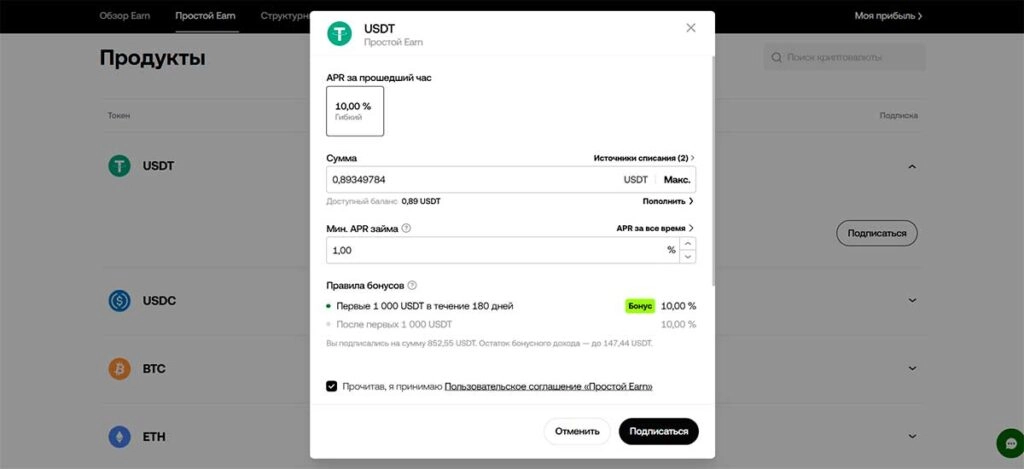 Обзор Earn
Простой Earn
Моя прибыль
Продукты
Поиск криптовалюты
Токен
Подписка
USDT
Подписаться
USDC
BTC
ETH
USDT
Простой Earn
APR за прошедший час
10,00 %
Гибкий
Сумма
Источники списания (2)
0,89349784
USDT
Макс.
Доступный баланс 0,89 USDT
Пополнить
Мин. APR займа
APR за все время
1,00
%
Правила бонусов
Первые 1 000 USDT в течение 180 дней
Бонус 10,00 %
После первых 1 000 USDT
10,00 %
Вы подписались на сумму 852,55 USDT. Остаток бонусного дохода — до 147,44 USDT.
Прочитав, я принимаю Пользовательское соглашение «Простой Earn»
Отменить
Подписаться